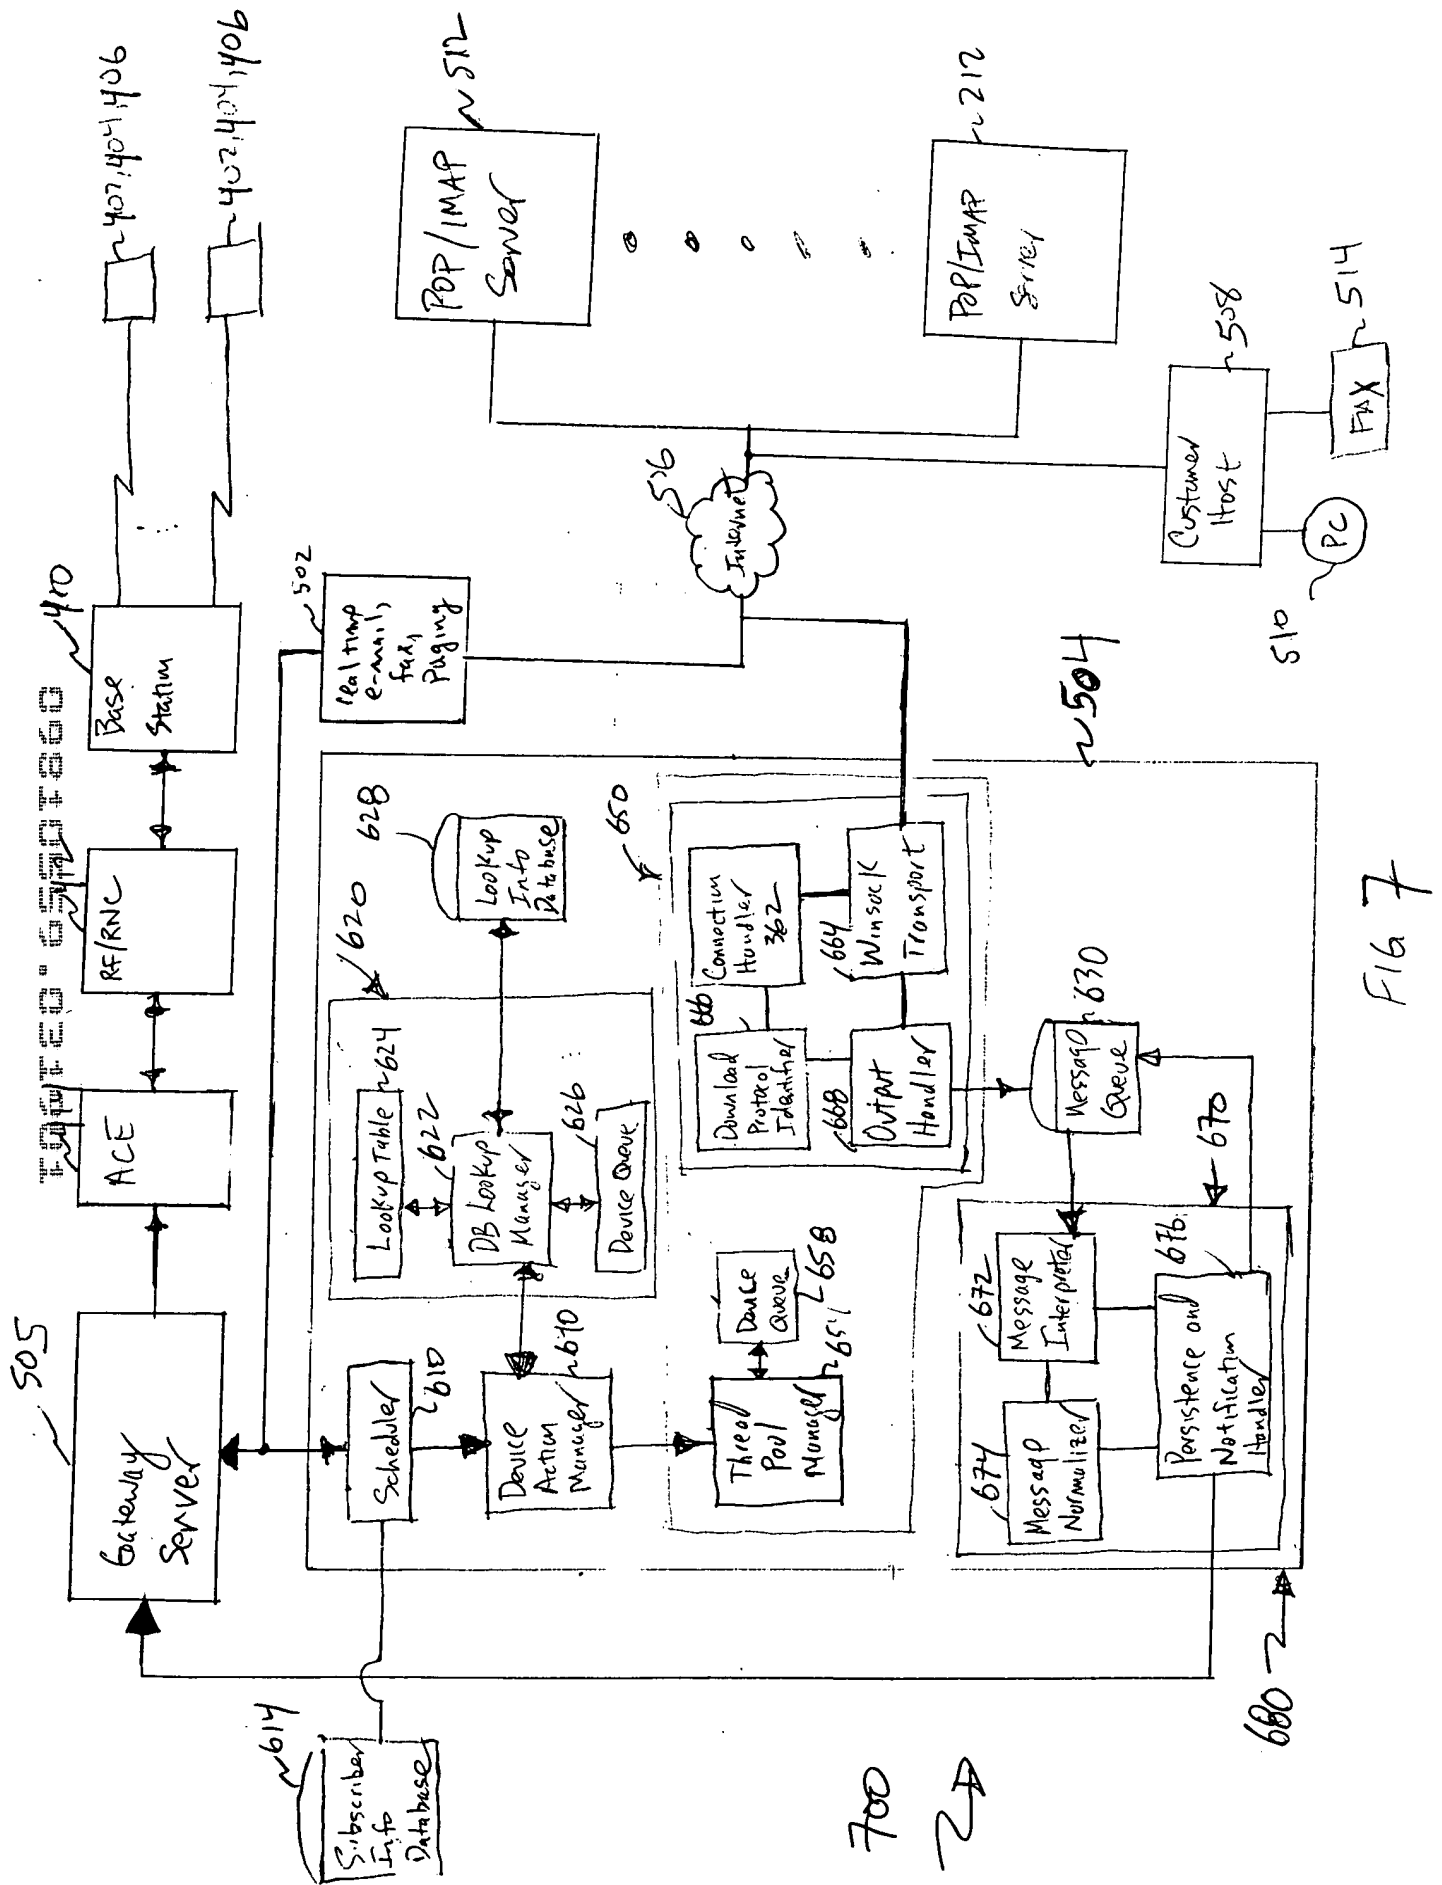 505
Gateway
Server
ACE
RF/RNC
410
Base
Station
402,404,406
402,404,406
502
real time
e-mail,
fax,
Paging
614
Subscriber
Info
Database
Scheduler
610
Device
Action
Manager
620
Lookup Table
624
622
DB Lookup
Manager
626
Device Queue
628
Lookup
Info
Database
650
Thread
Pool
Manager
Device
Queue
658
Connection
Handler
362
666
Download
Protocol
Identifier
664
Winsock
Transport
668
Output
Handler
630
Message
Queue
670
672
Message
Interpreter
674
Message
Normalizer
676
Persistence and
Notification
Handler
680
504
Internet
POP/IMAP
Server
512
POP/IMAP
Server
212
Customer
Host
508
PC
510
FAX
514
700
FIG 7